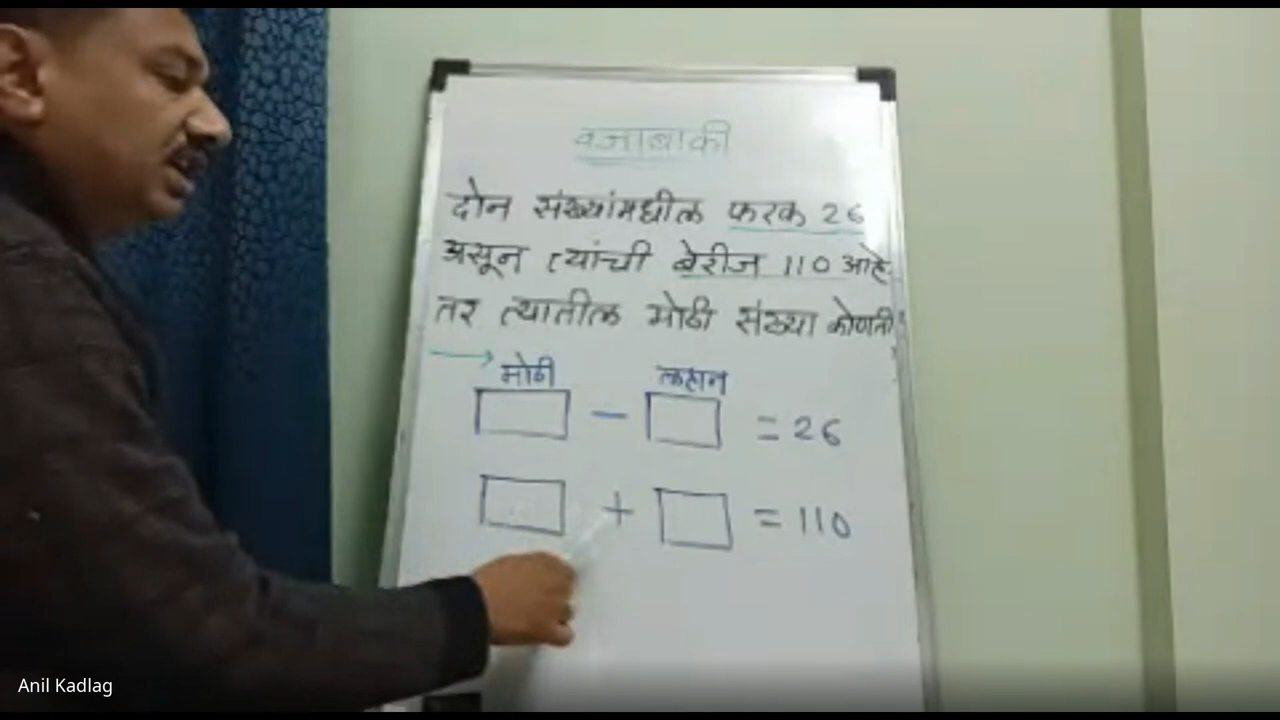 वजाबाकी
दोन संख्यांमधील फरक 26
असून त्यांची बेरीज 110 आहे
तर त्यातील मोठी संख्या कोणती?
मोठी लहान
− = 26
+ = 110
Anil Kadlag